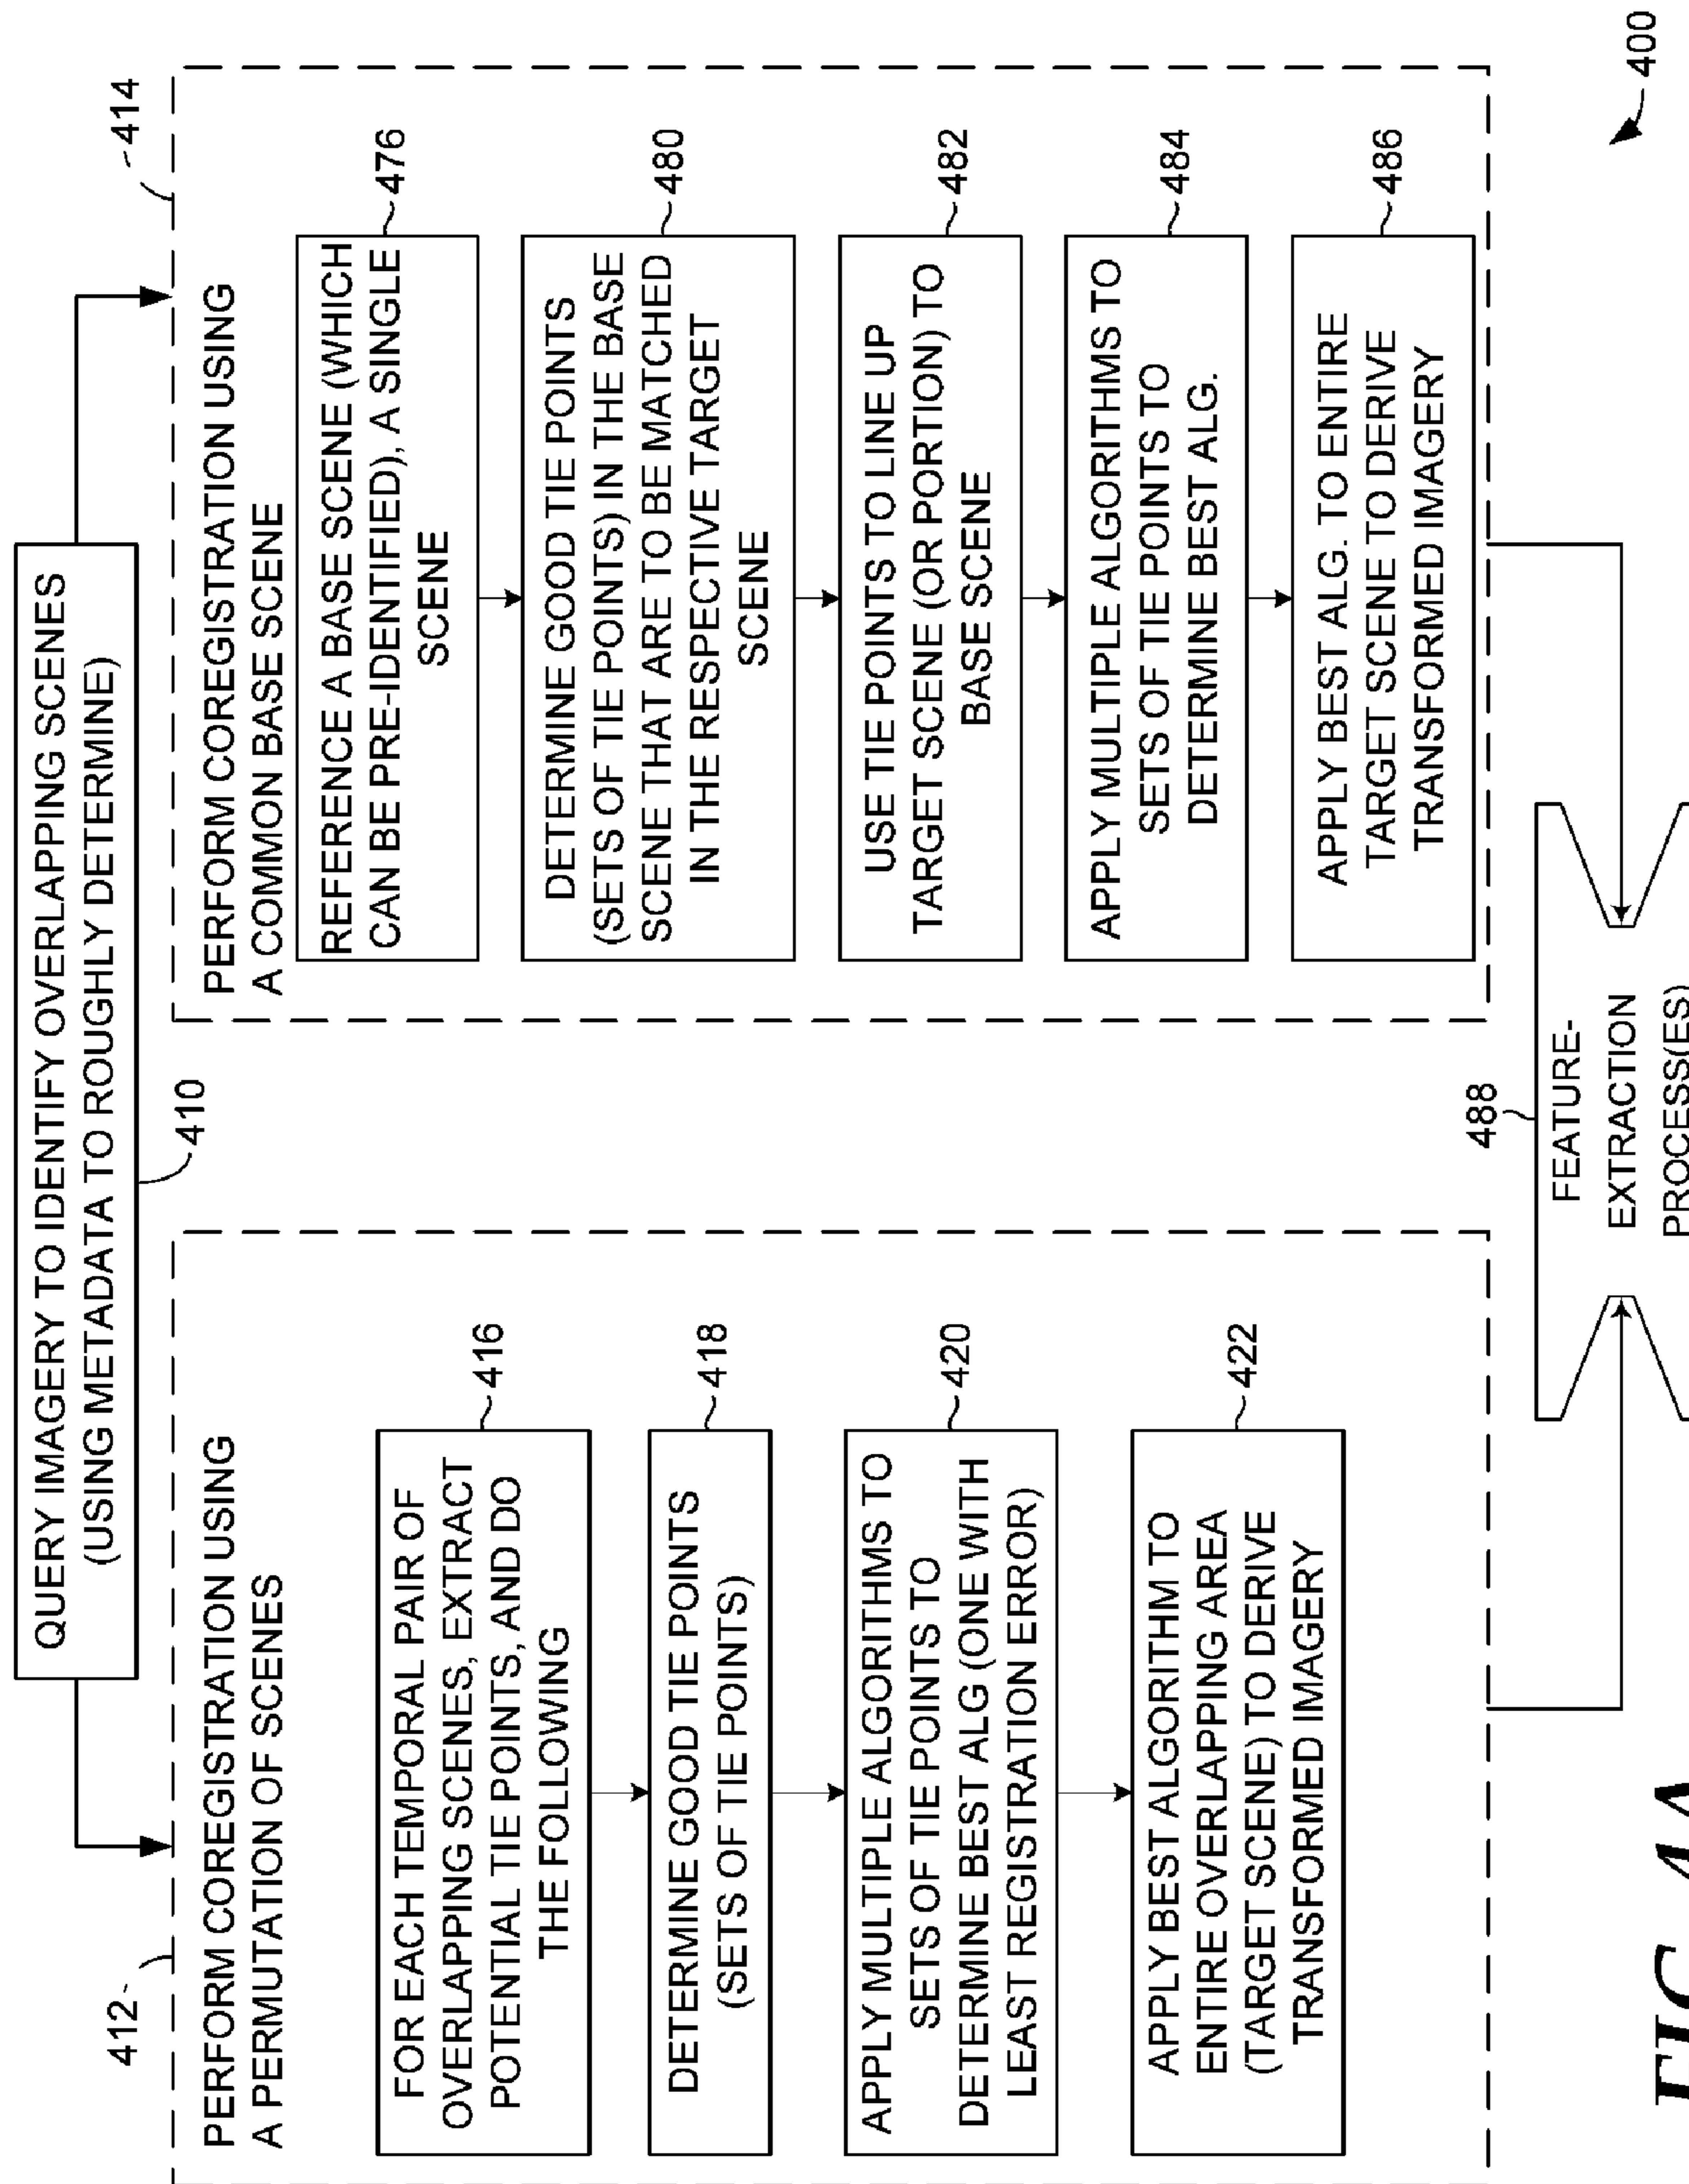 QUERY IMAGERY TO IDENTIFY OVERLAPPING SCENES
(USING METADATA TO ROUGHLY DETERMINE)
410
412
PERFORM COREGISTRATION USING
A PERMUTATION OF SCENES
FOR EACH TEMPORAL PAIR OF
OVERLAPPING SCENES, EXTRACT
POTENTIAL TIE POINTS, AND DO
THE FOLLOWING
416
DETERMINE GOOD TIE POINTS
(SETS OF TIE POINTS)
418
APPLY MULTIPLE ALGORITHMS TO
SETS OF TIE POINTS TO
DETERMINE BEST ALG (ONE WITH
LEAST REGISTRATION ERROR)
420
APPLY BEST ALGORITHM TO
ENTIRE OVERLAPPING AREA
(TARGET SCENE) TO DERIVE
TRANSFORMED IMAGERY
422
414
PERFORM COREGISTRATION USING
A COMMON BASE SCENE
REFERENCE A BASE SCENE (WHICH
CAN BE PRE-IDENTIFIED), A SINGLE
SCENE
476
DETERMINE GOOD TIE POINTS
(SETS OF TIE POINTS) IN THE BASE
SCENE THAT ARE TO BE MATCHED
IN THE RESPECTIVE TARGET
SCENE
480
USE TIE POINTS TO LINE UP
TARGET SCENE (OR PORTION) TO
BASE SCENE
482
APPLY MULTIPLE ALGORITHMS TO
SETS OF TIE POINTS TO
DETERMINE BEST ALG.
484
APPLY BEST ALG. TO ENTIRE
TARGET SCENE TO DERIVE
TRANSFORMED IMAGERY
486
488
FEATURE-
EXTRACTION
PROCESS(ES)
400
FIG. 4A